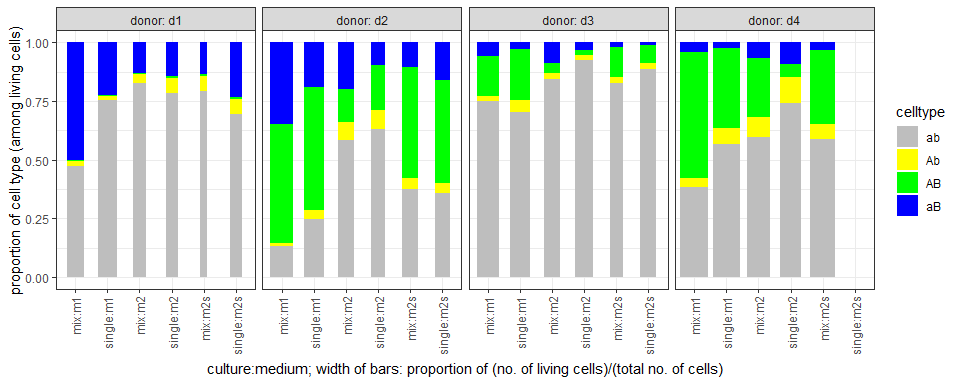 donor: d1
donor: d2
donor: d3
donor: d4
proportion of cell type (among living cells)
1.00
0.75
0.50
0.25
0.00
mix:m1
single:m1
mix:m2
single:m2
mix:m2s
single:m2s
mix:m1
single:m1
mix:m2
single:m2
mix:m2s
single:m2s
mix:m1
single:m1
mix:m2
single:m2
mix:m2s
single:m2s
mix:m1
single:m1
mix:m2
single:m2
mix:m2s
single:m2s
culture:medium; width of bars: proportion of (no. of living cells)/(total no. of cells)
celltype
ab
Ab
AB
aB